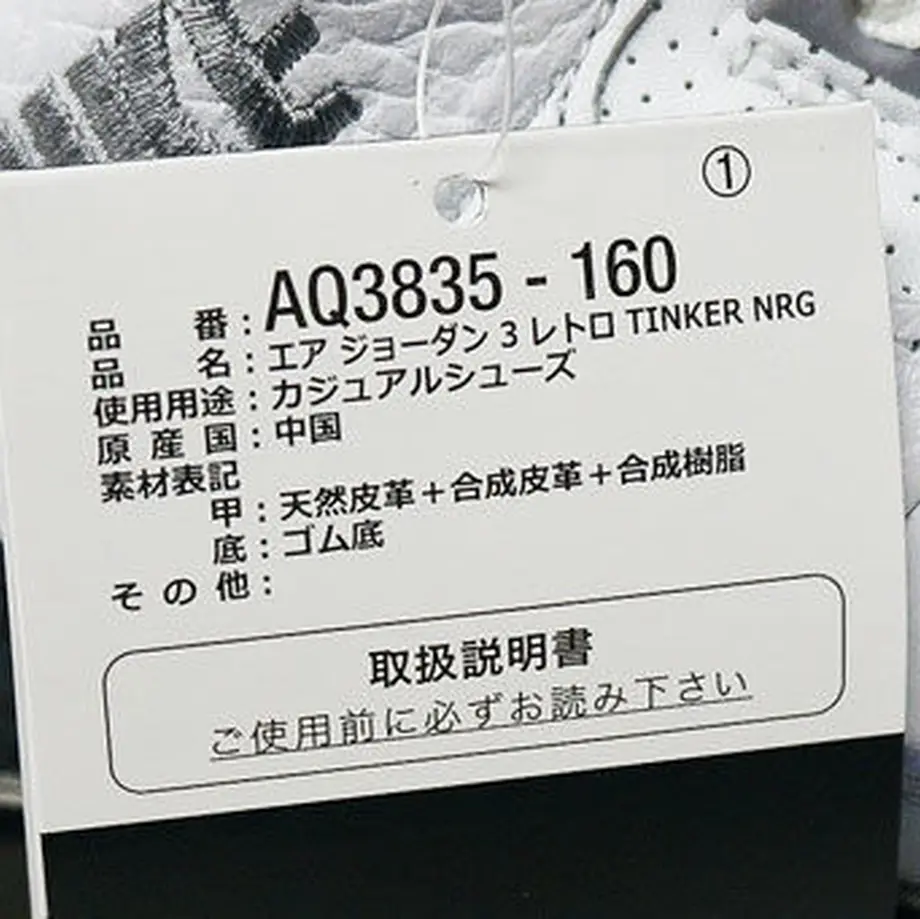 ①
品番：AQ3835 - 160
品名：エア ジョーダン 3 レトロ TINKER NRG
使用用途：カジュアルシューズ
原産国：中国
素材表記
甲：天然皮革＋合成皮革＋合成樹脂
底：ゴム底
その他：
取扱説明書
ご使用前に必ずお読み下さい